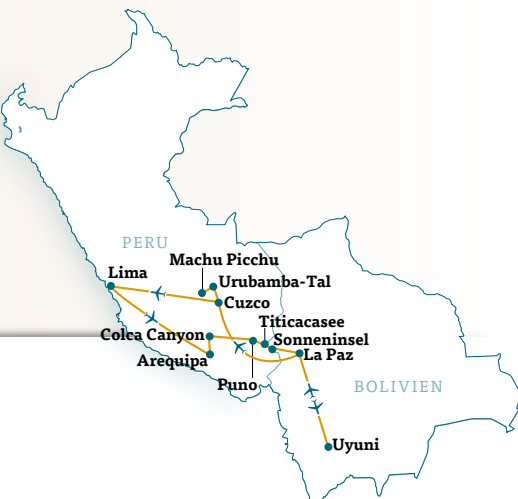 PERU
Machu Picchu
Lima
Urubamba-Tal
Cuzco
Titicacasee
Colca Canyon
Sonneninsel
La Paz
Arequipa
Puno
BOLIVIEN
Uyuni